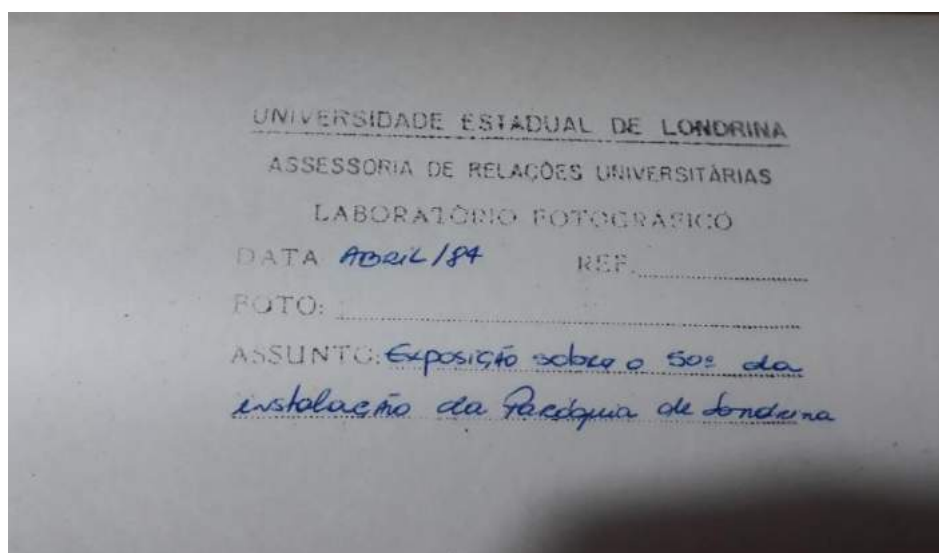 UNIVERSIDADE ESTADUAL DE LONDRINA
ASSESSORIA DE RELAÇÕES UNIVERSITÁRIAS
LABORATÓRIO FOTOGRÁFICO
DATA ABRIL/84 REF.
FOTO:
ASSUNTO: Exposição sobre o 50º da
instalação da Paróquia de Londrina